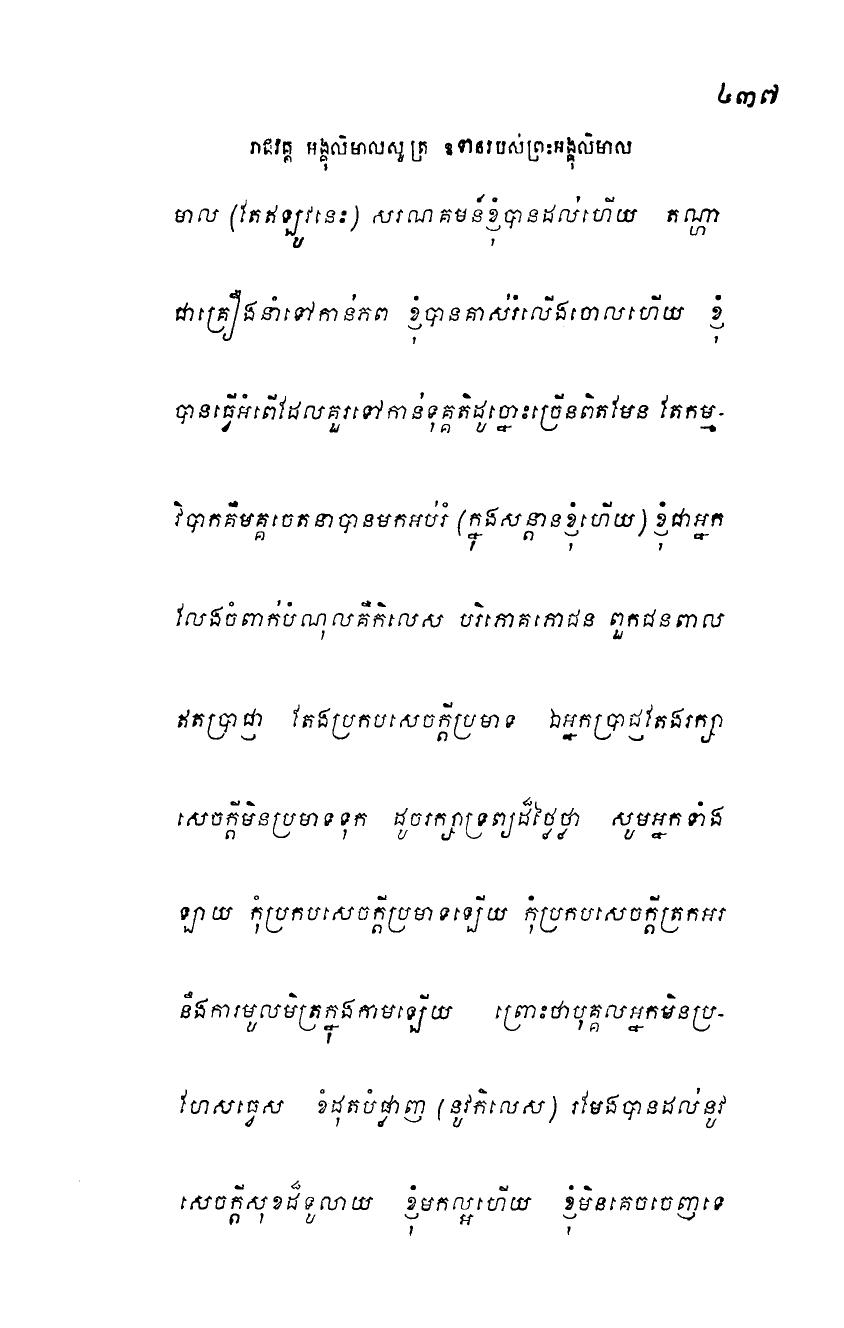 ៤៣៧
រាជវគ្គ អង្គុលិមាលសូត្រ ឧទានរបស់ព្រះអង្គុលិមាល
មាល (តែឥឡូវនេះ) សរណគមន៍ខ្ញុំបានដល់ហើយ តណ្ហា
ជាគ្រឿងនាំទៅកាន់ភព ខ្ញុំបានគាស់រំលើងចោលហើយ ខ្ញុំ
បានធ្វើអំពើដែលគួរទៅកាន់ទុគ្គតិដូច្នោះច្រើនពិតមែន តែកម្ម-
វិបាកគឺមគ្គចេតនាបានមកអប់រំ (ក្នុងសន្តានខ្ញុំហើយ) ខ្ញុំជាអ្នក
លែងចំពាក់បំណុលគឺកិលេស បរិភោគភោជន ពួកជនពាល
ឥតប្រាជ្ញា តែងប្រកបសេចក្តីប្រមាទ ឯអ្នកប្រាជ្ញតែងរក្សា
សេចក្តីមិនប្រមាទទុក ដូចរក្សាទ្រព្យដ៏ថ្លៃថ្លា សូមអ្នកទាំង
ឡាយ កុំប្រកបសេចក្តីប្រមាទឡើយ កុំប្រកបសេចក្តីត្រេកអរ
នឹងការមូលមិត្រក្នុងកាមឡើយ ព្រោះថាបុគ្គលអ្នកមិនប្រ-
ហែសធ្វេស ខំដុតបំផ្លាញ (នូវកិលេស) រមែងបានដល់នូវ
សេចក្តីសុខដ៏ទូលាយ ខ្ញុំមកល្អហើយ ខ្ញុំមិនគេចចេញទេ